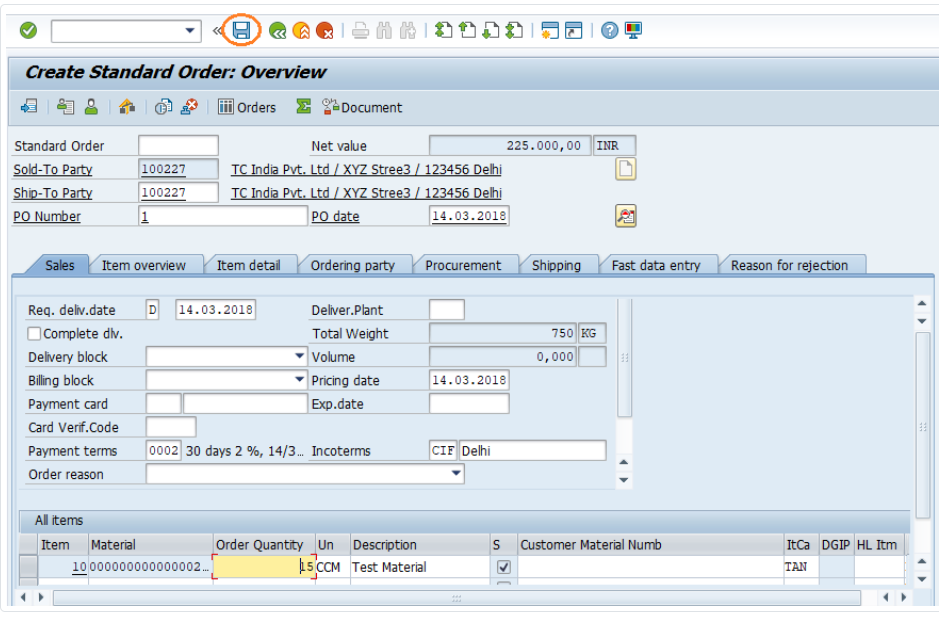 Create Standard Order: Overview
Orders Document
Standard Order Net value 225.000,00 INR
Sold-To Party 100227 TC India Pvt. Ltd / XYZ Stree3 / 123456 Delhi
Ship-To Party 100227 TC India Pvt. Ltd / XYZ Stree3 / 123456 Delhi
PO Number 1 PO date 14.03.2018
Sales Item overview Item detail Ordering party Procurement Shipping Fast data entry Reason for rejection
Req. deliv.date D 14.03.2018 Deliver.Plant
Complete dlv. Total Weight 750 KG
Delivery block Volume 0,000
Billing block Pricing date 14.03.2018
Payment card Exp.date
Card Verif.Code
Payment terms 0002 30 days 2 %, 14/3… Incoterms CIF Delhi
Order reason
All items
Item Material Order Quantity Un Description S Customer Material Numb ItCa DGIP HL Itm
10 000000000000002… 15 CCM Test Material TAN